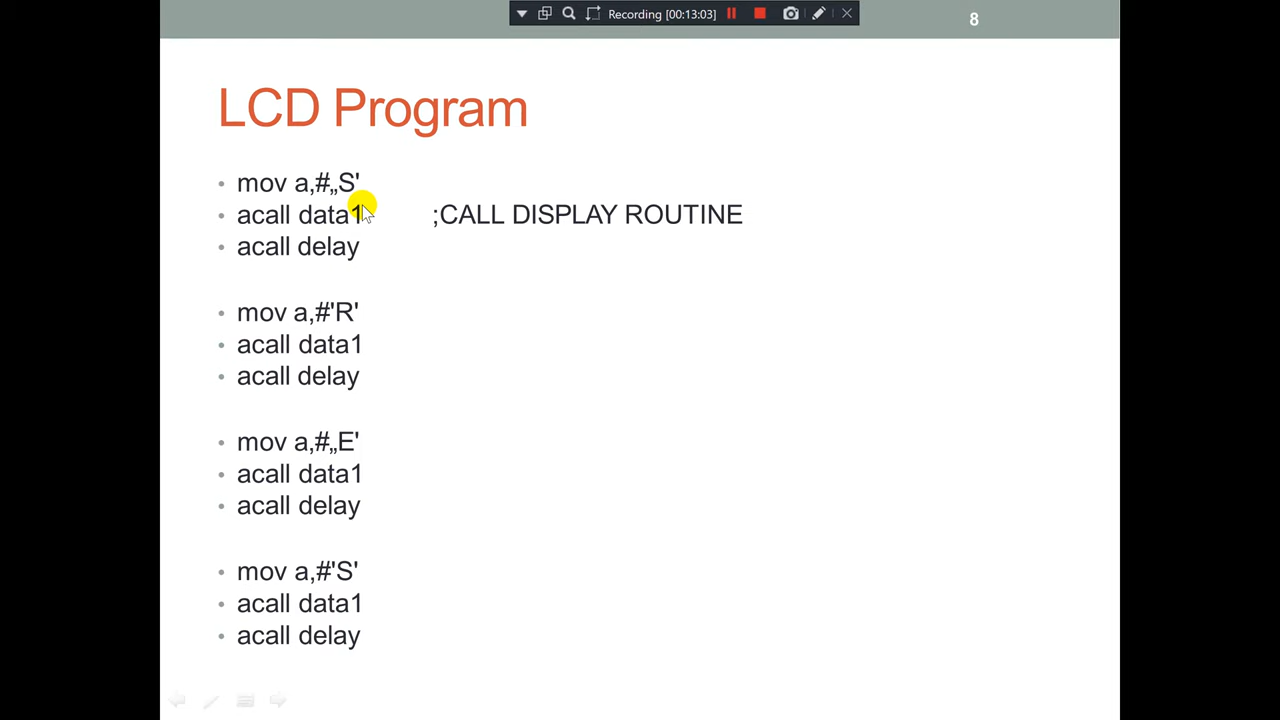 Recording [00:13:03]
8
LCD Program
• mov a,#„S'
• acall data1 ;CALL DISPLAY ROUTINE
• acall delay
• mov a,#'R'
• acall data1
• acall delay
• mov a,#„E'
• acall data1
• acall delay
• mov a,#'S'
• acall data1
• acall delay